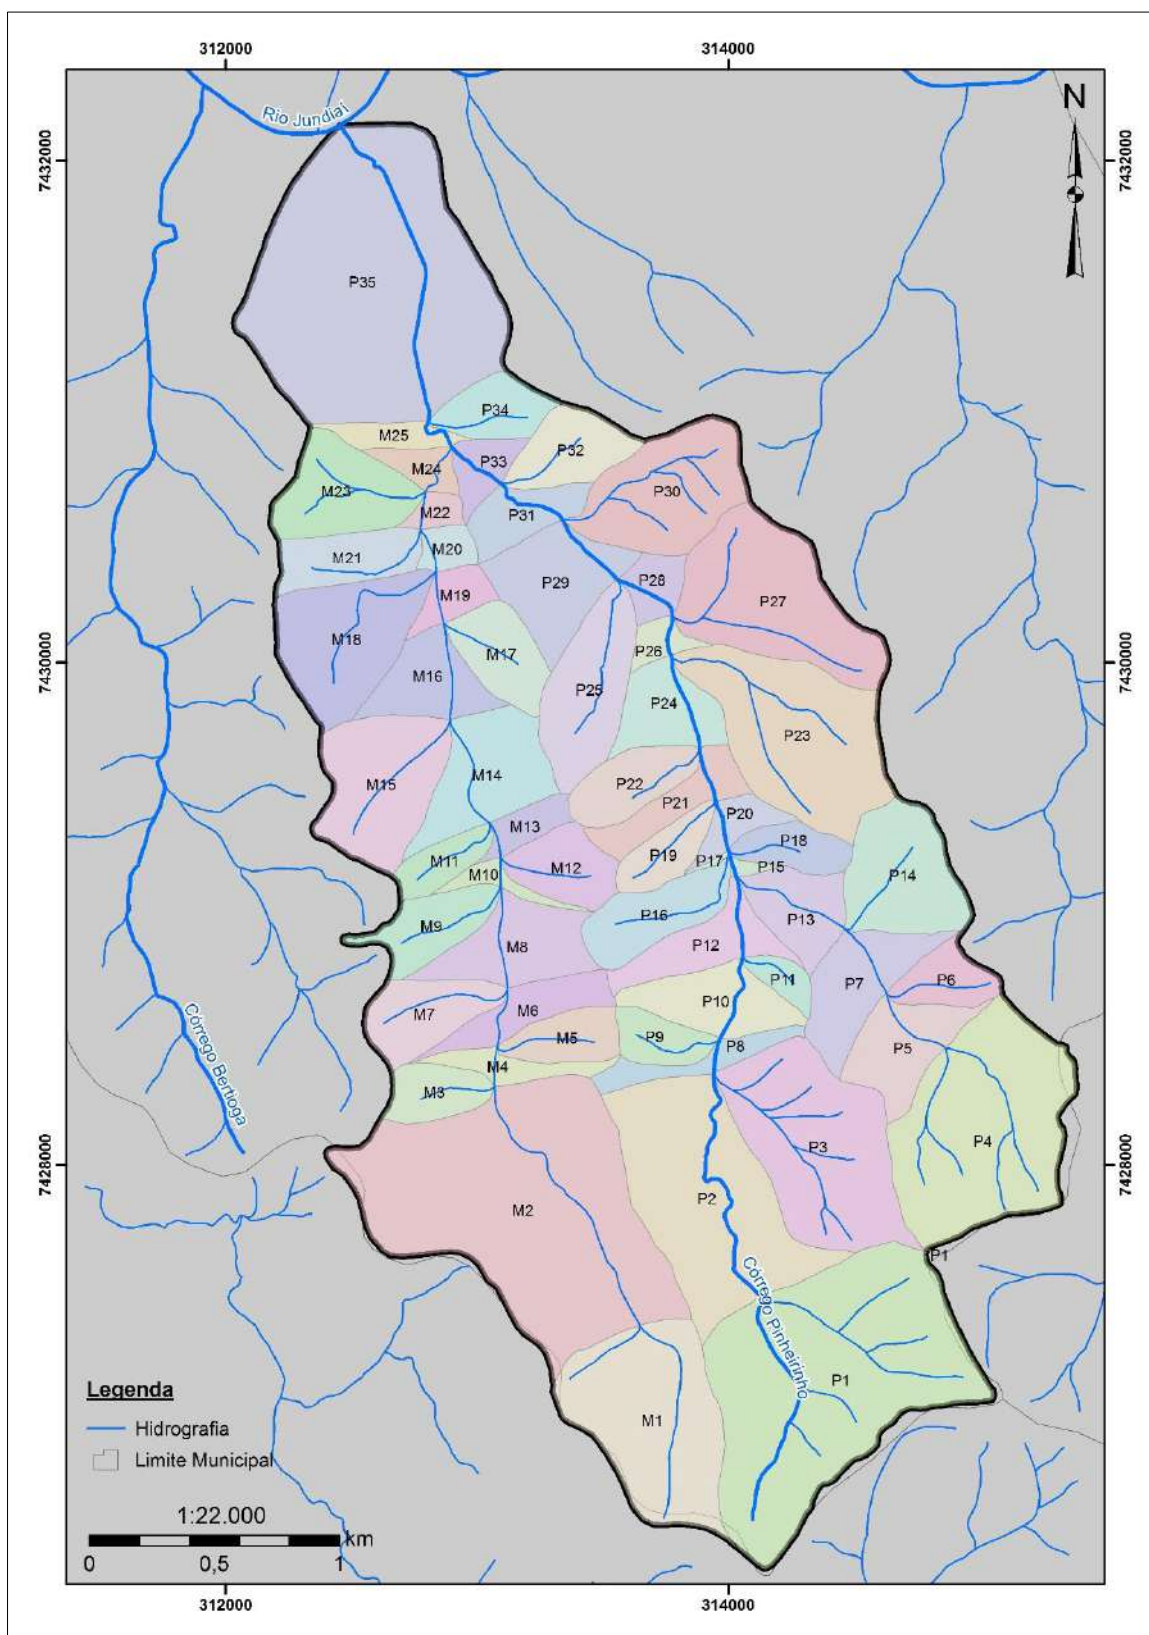 312000
314000
Rio Jundiaí
N
7432000
7432000
P35
P34
M25
P32
P33
M24
M23
P30
M22
P31
M20
M21
P29
P28
M19
P27
M18
M17
P26
7430000
7430000
M16
P25
P24
P23
M14
M15
P22
P21
P20
M13
P18
M11
P19
P17
M12
P15
M10
P14
P16
M9
P13
M8
P12
P7
P11
P6
P10
M7
M6
Córrego Bertioga
M5
P9
P8
P5
M4
M3
P3
P4
7428000
7428000
P2
M2
P1
Córrego Pinheirinho
P1
Legenda
M1
Hidrografia
Limite Municipal
1:22.000
km
0 0,5 1
312000
314000